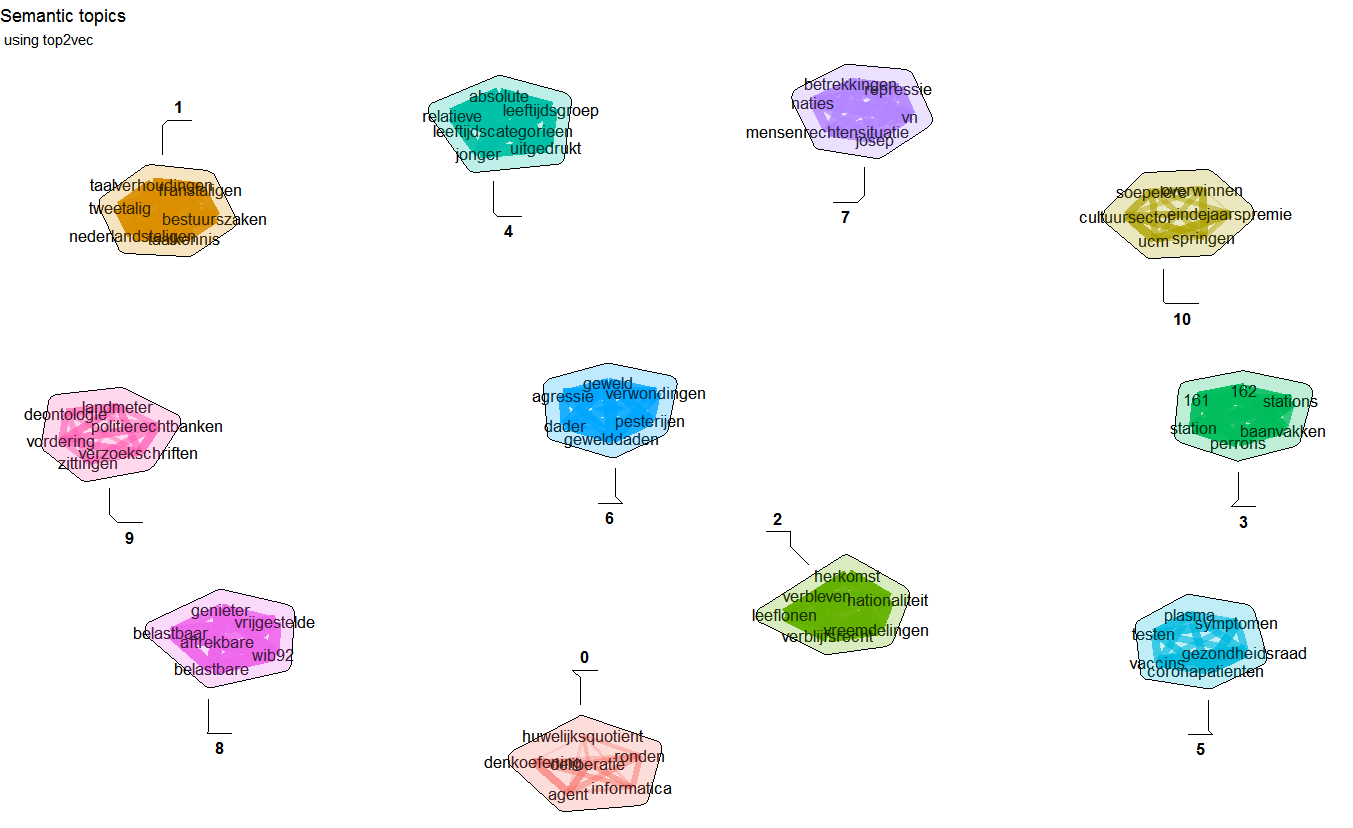 Semantic topics
using top2vec
1
taalverhoudingen
franstaligen
tweetalig
bestuurszaken
nederlandstaligen
taalkennis
absolute
leeftijdsgroep
relatieve
leeftijdscategorieen
jonger
uitgedrukt
4
betrekkingen
repressie
naties
vn
mensenrechtensituatie
josep
7
soepelere
overwinnen
cultuursector
eindejaarspremie
ucm
springen
10
landmeter
deontologie
politierechtbanken
vordering
verzoekschriften
zittingen
9
geweld
verwondingen
agressie
pesterijen
dader
gewelddaden
6
162
161
stations
station
baanvakken
perrons
3
2
herkomst
verbleven
nationaliteit
leeflonen
vreemdelingen
verblijfsrecht
genieter
vrijgestelde
belastbaar
aftrekbare
wib92
belastbare
8
0
huwelijksquotient
ronden
denkoefening
deliberatie
informatica
agent
plasma
symptomen
testen
gezondheidsraad
vaccins
coronapatienten
5